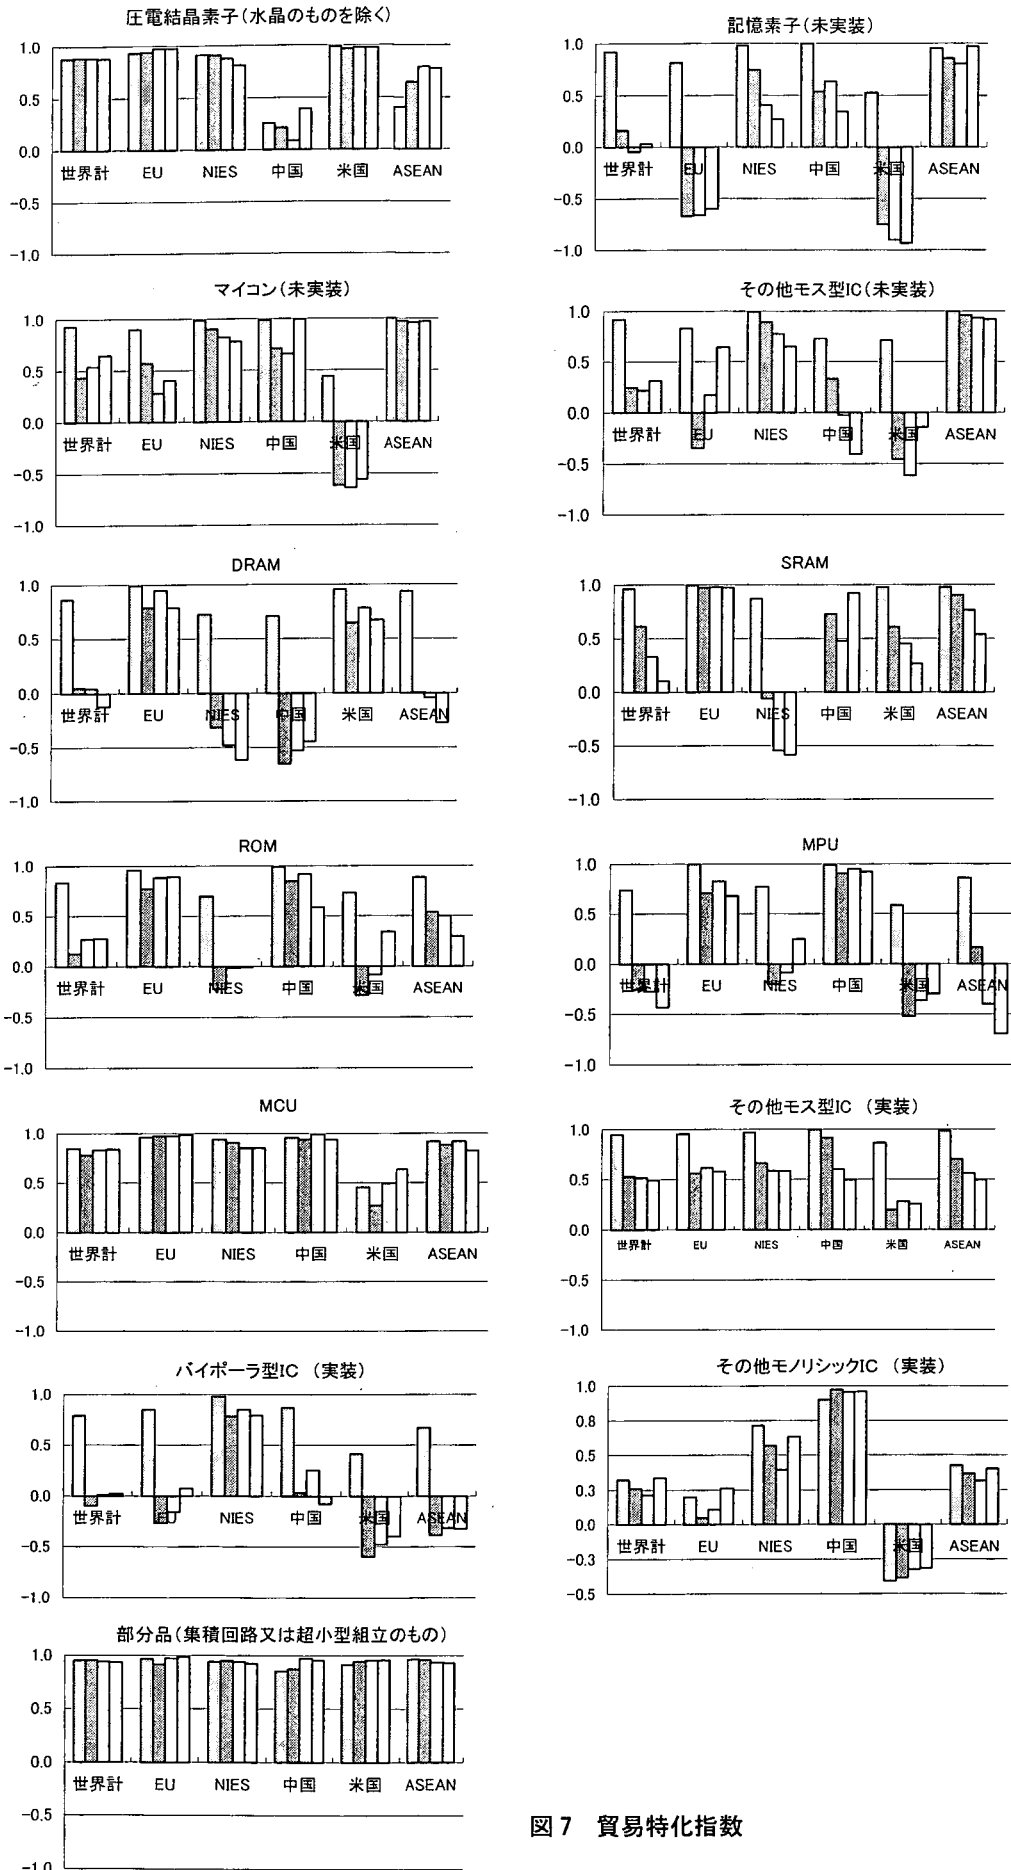 圧電結晶素子（水晶のものを除く）
1.0
0.5
0.0
世界計 EU NIES 中国 米国 ASEAN
−0.5
−1.0
記憶素子（未実装）
1.0
0.5
0.0
世界計 EU NIES 中国 米国 ASEAN
−0.5
−1.0
マイコン（未実装）
1.0
0.5
0.0
世界計 EU NIES 中国 米国 ASEAN
−0.5
−1.0
その他モス型IC（未実装）
1.0
0.5
0.0
世界計 EU NIES 中国 米国 ASEAN
−0.5
−1.0
DRAM
1.0
0.5
0.0
世界計 EU NIES 中国 米国 ASEAN
−0.5
−1.0
SRAM
1.0
0.5
0.0
世界計 EU NIES 中国 米国 ASEAN
−0.5
−1.0
ROM
1.0
0.5
0.0
世界計 EU NIES 中国 米国 ASEAN
−0.5
−1.0
MPU
1.0
0.5
0.0
世界計 EU NIES 中国 米国 ASEAN
−0.5
−1.0
MCU
1.0
0.5
0.0
世界計 EU NIES 中国 米国 ASEAN
−0.5
−1.0
その他モス型IC （実装）
1.0
0.5
0.0
世界計 EU NIES 中国 米国 ASEAN
−0.5
−1.0
バイポーラ型IC （実装）
1.0
0.5
0.0
世界計 EU NIES 中国 米国 ASEAN
−0.5
−1.0
その他モノリシックIC （実装）
1.0
0.8
0.5
0.3
0.0
世界計 EU NIES 中国 米国 ASEAN
−0.3
−0.5
部分品（集積回路又は超小型組立のもの）
1.0
0.5
0.0
世界計 EU NIES 中国 米国 ASEAN
−0.5
−1.0
図７ 貿易特化指数